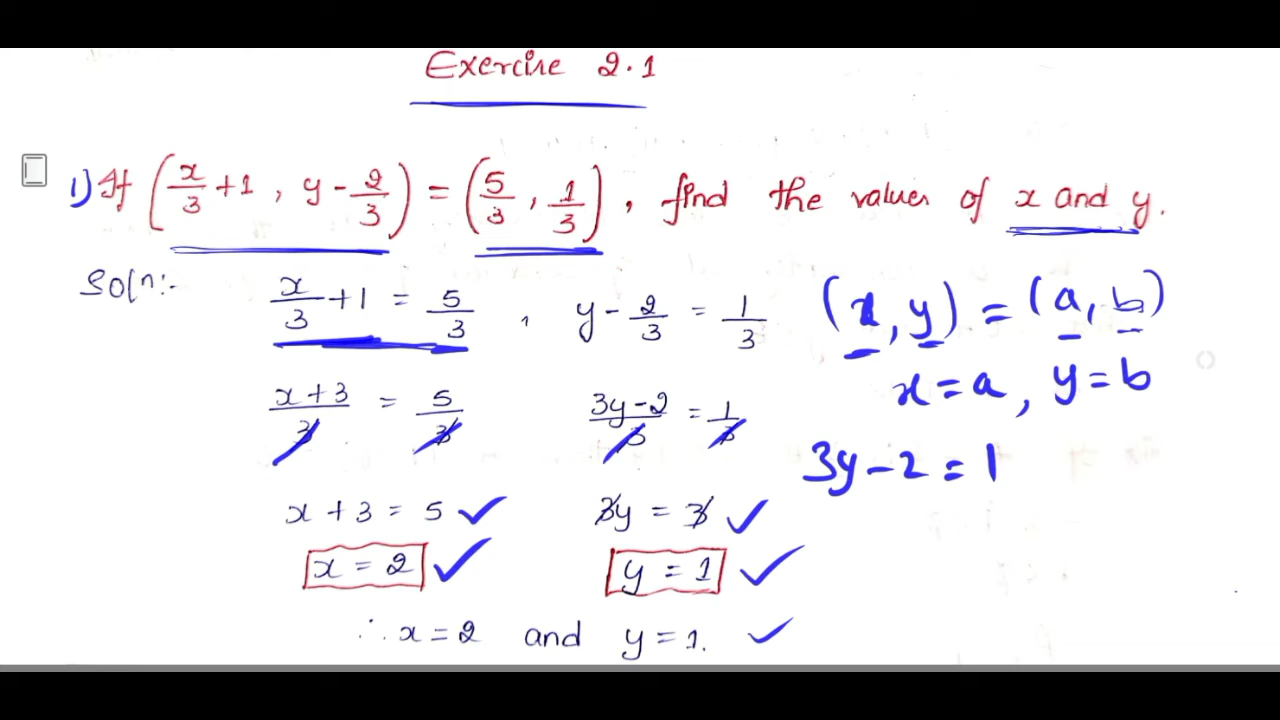 Exercise 2.1
1) If (x/3 + 1, y - 2/3) = (5/3, 1/3), find the values of x and y.
Soln:-
x/3 + 1 = 5/3 , y - 2/3 = 1/3
(x, y) = (a, b)
x = a, y = b
x + 3/3 = 5/3 3y - 2/3 = 1/3
3y - 2 = 1
x + 3 = 5 ✓ 3y = 3 ✓
x = 2 ✓ y = 1 ✓
∴ x = 2 and y = 1. ✓